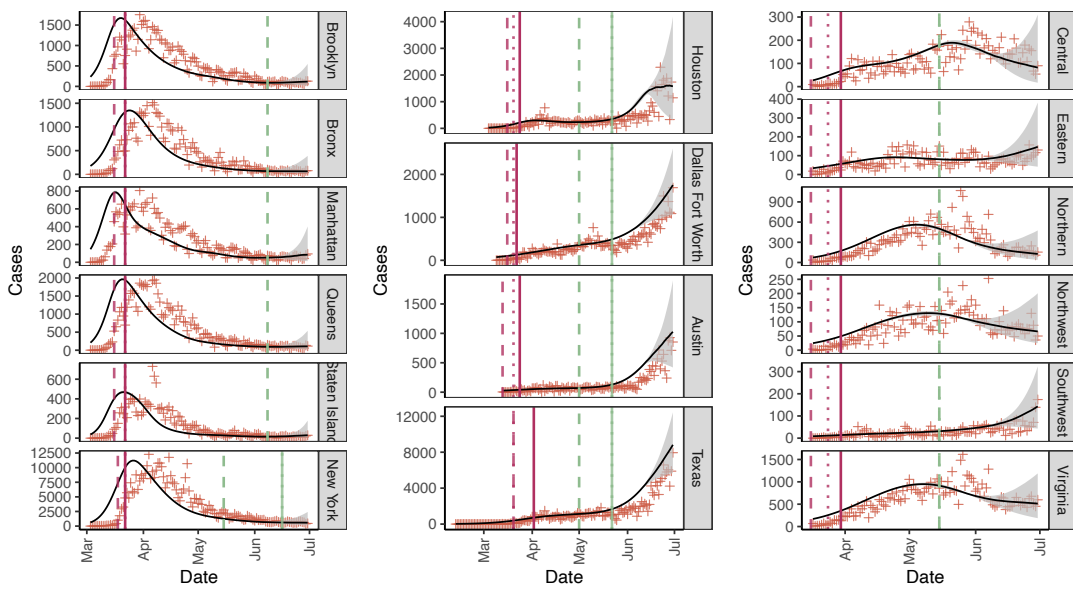 Cases
1500
1000
500
0
Brooklyn
1500
1000
500
0
Bronx
800
600
400
200
0
Manhattan
2000
1500
1000
500
0
Queens
600
400
200
0
Staten Island
12500
10000
7500
5000
2500
0
New York
Mar
Apr
May
Jun
Jul
Date
Cases
4000
3000
2000
1000
0
Houston
2000
1000
0
Dallas Fort Worth
1500
1000
500
0
Austin
12000
8000
4000
0
Texas
Mar
Apr
May
Jun
Jul
Date
Cases
300
200
100
0
Central
400
300
200
100
0
Eastern
900
600
300
0
Northern
250
200
150
100
50
0
Northwest
300
200
100
0
Southwest
1500
1000
500
0
Virginia
Apr
May
Jun
Jul
Date